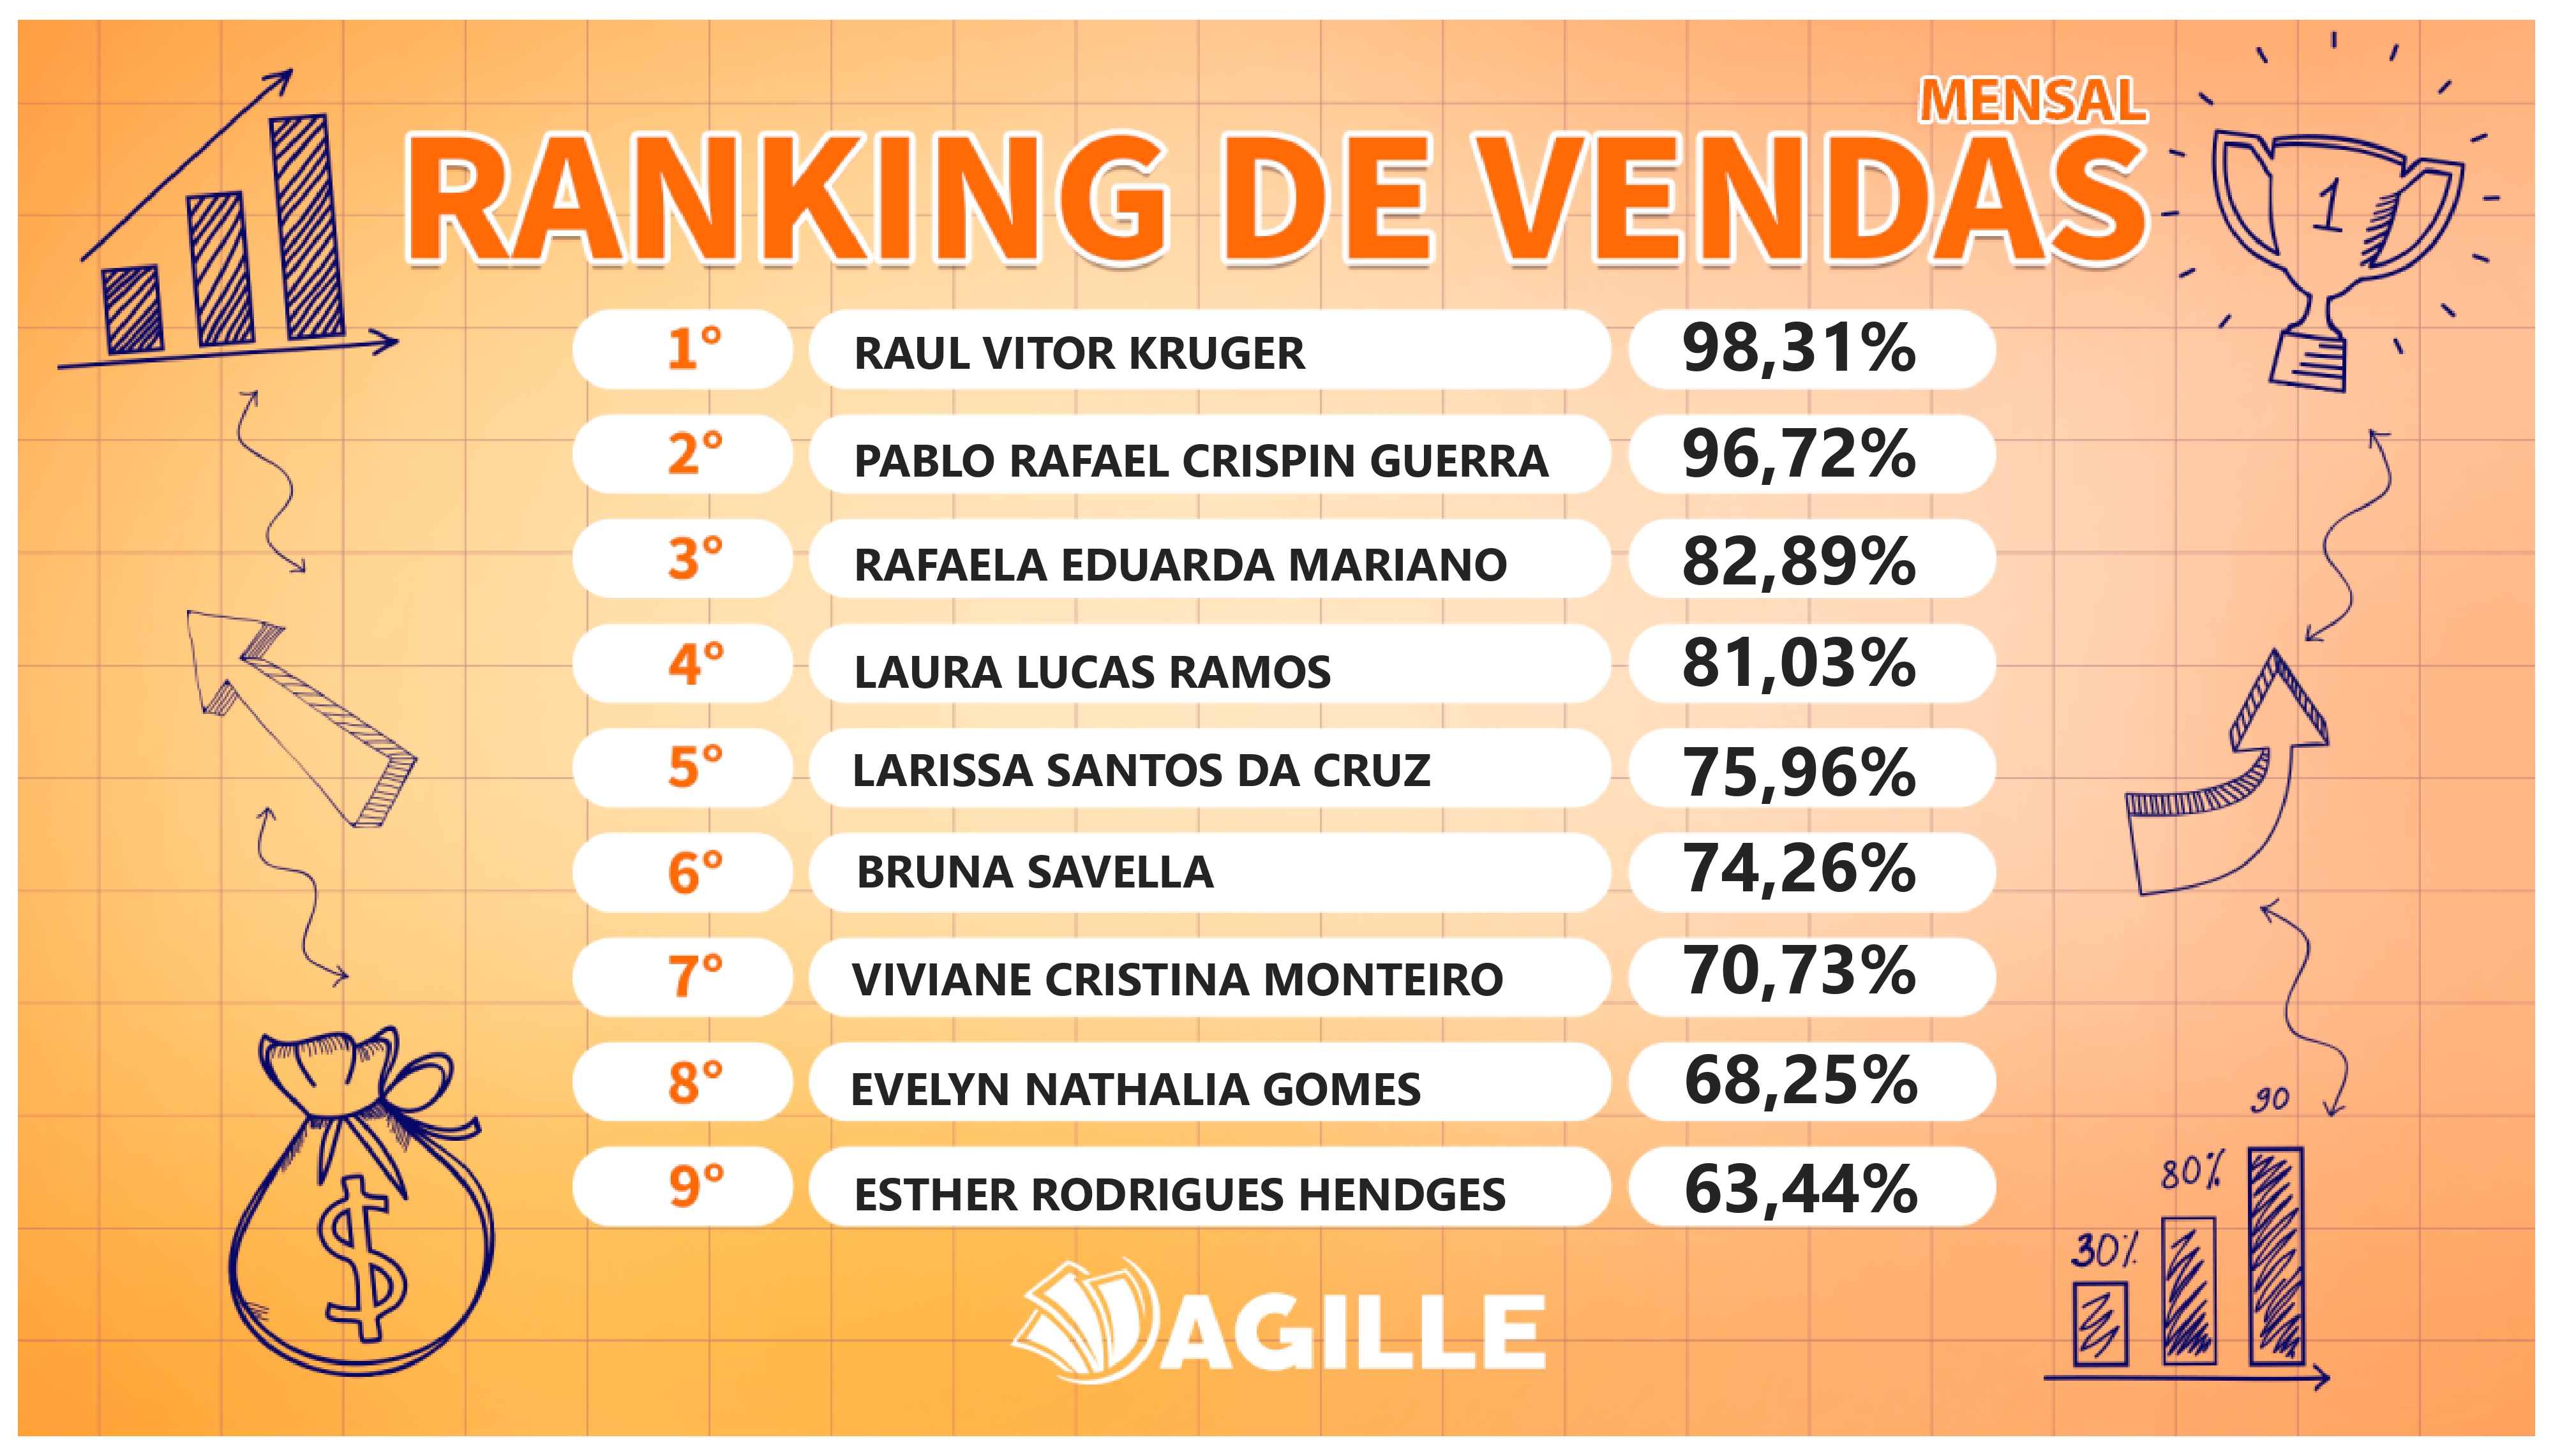 MENSAL
RANKING DE VENDAS
1
1° RAUL VITOR KRUGER 98,31%
2° PABLO RAFAEL CRISPIN GUERRA 96,72%
3° RAFAELA EDUARDA MARIANO 82,89%
4° LAURA LUCAS RAMOS 81,03%
5° LARISSA SANTOS DA CRUZ 75,96%
6° BRUNA SAVELLA 74,26%
7° VIVIANE CRISTINA MONTEIRO 70,73%
8° EVELYN NATHALIA GOMES 68,25%
9° ESTHER RODRIGUES HENDGES 63,44%
$
90
80%
30%
AGILLE